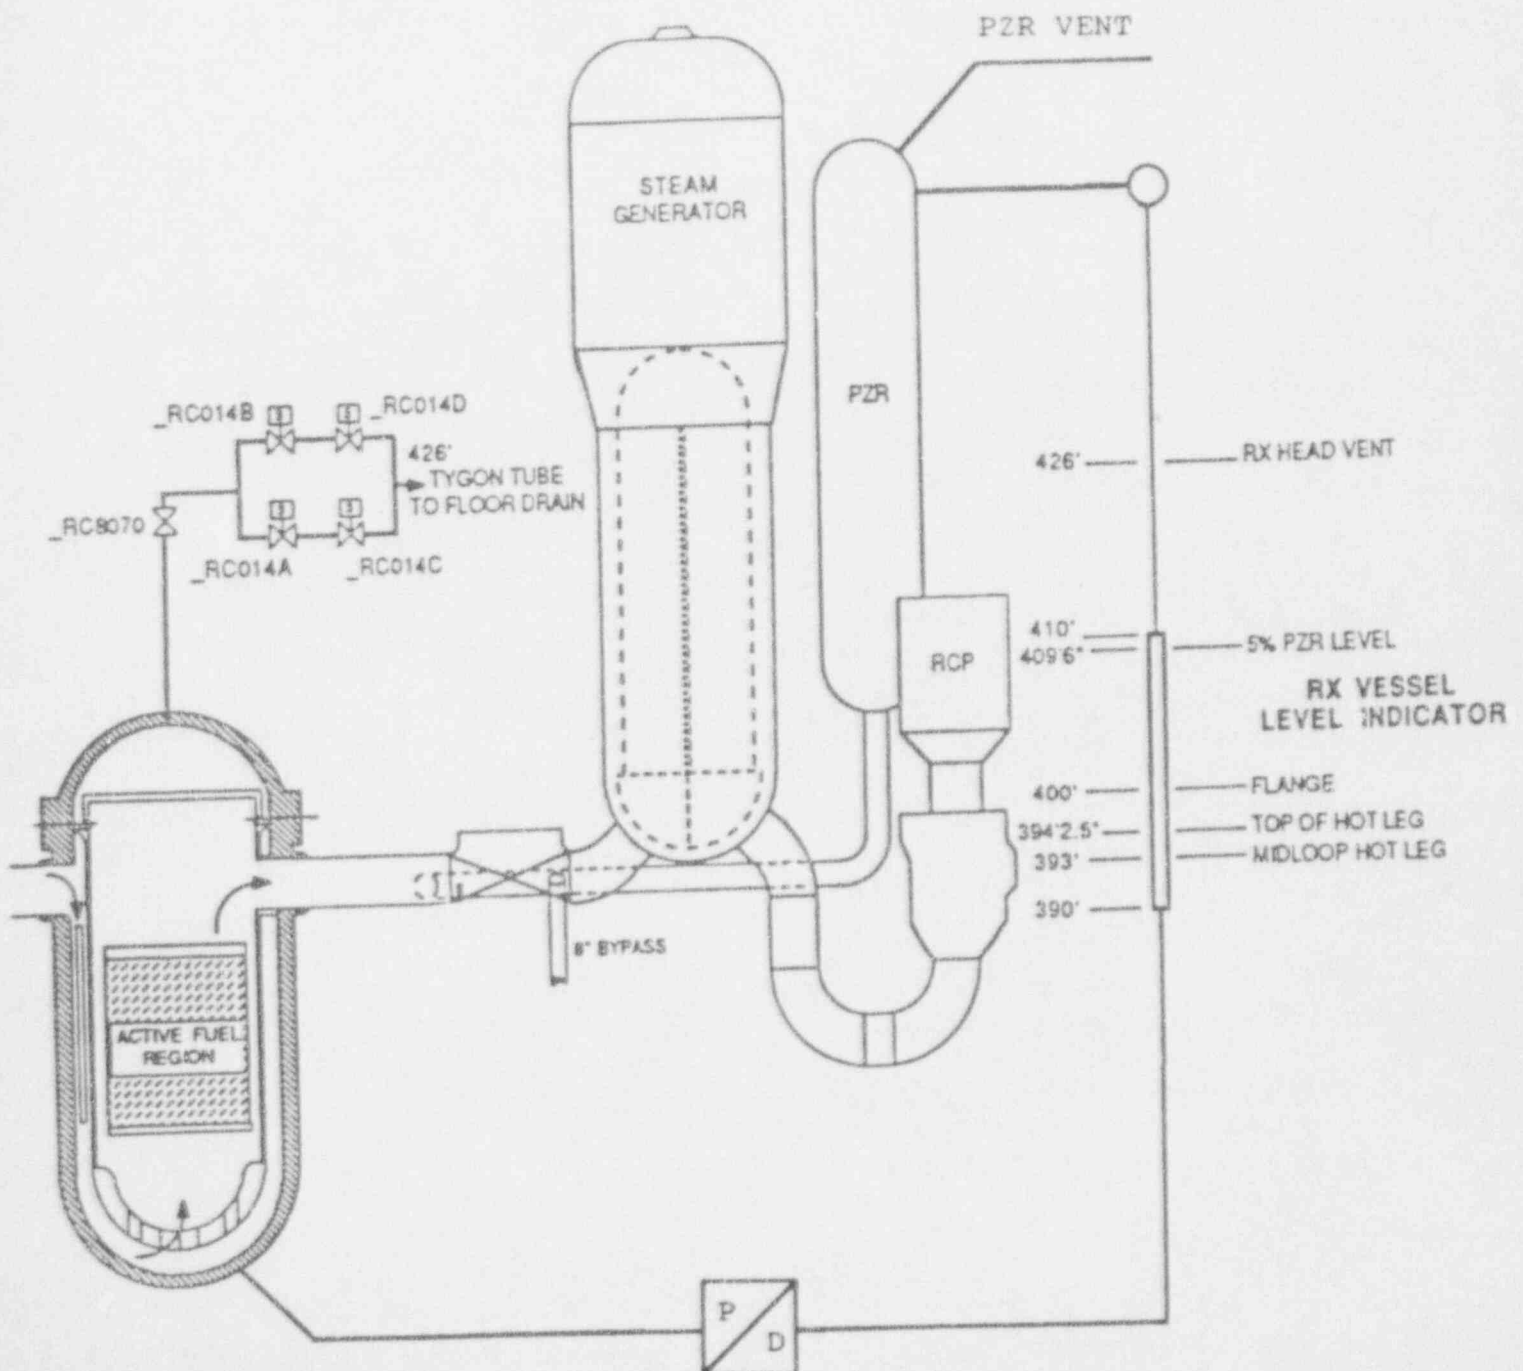 PZR VENT
STEAM
GENERATOR
PZR
_RC014B
_RC014D
426'
TYGON TUBE
TO FLOOR DRAIN
_RC8070
_RC014A
_RC014C
426'
RX HEAD VENT
RCP
410'
409'6"
5% PZR LEVEL
RX VESSEL
LEVEL INDICATOR
400'
FLANGE
394'2.5"
TOP OF HOT LEG
393'
MIDLOOP HOT LEG
390'
8" BYPASS
ACTIVE FUEL
REGION
P
D